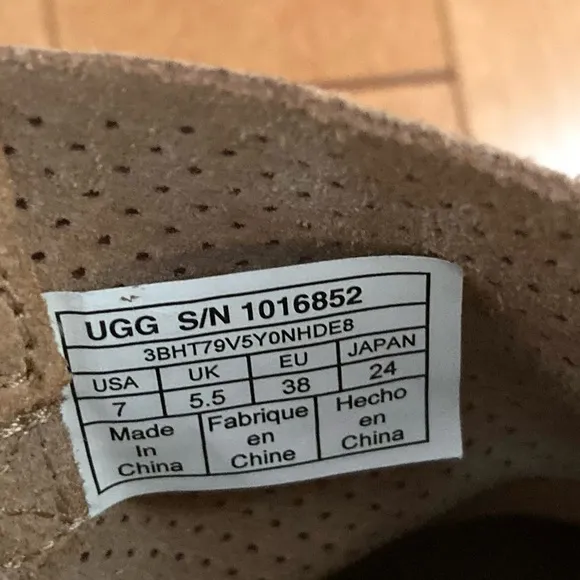 UGG S/N 1016852
3BHT79V5Y0NHDE8
USA UK EU JAPAN
7 5.5 38 24
Made Fabrique Hecho
In en en
China Chine China